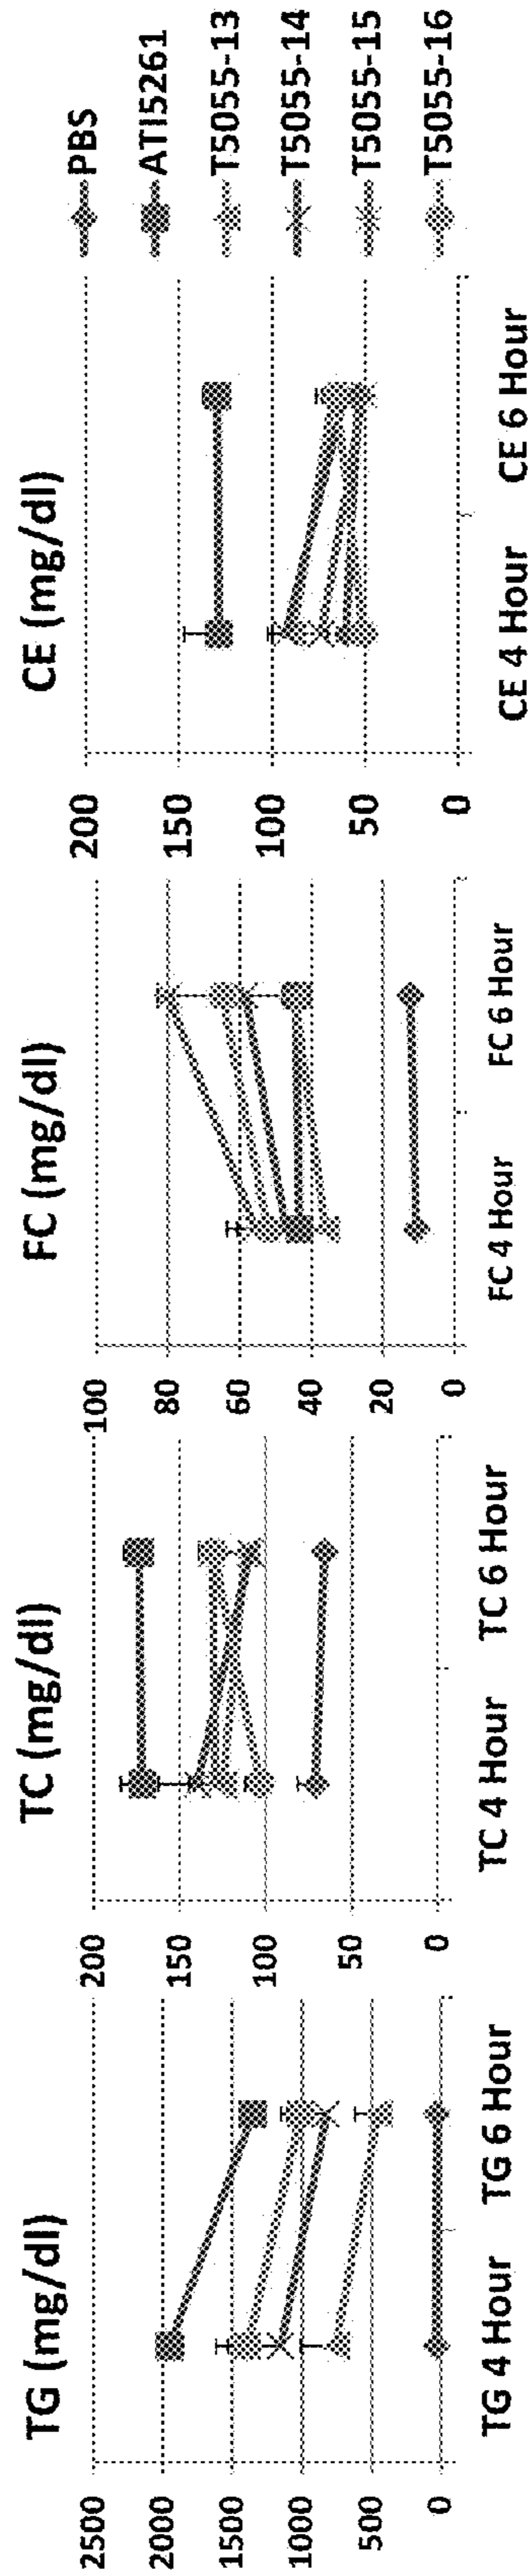 TG (mg/dl)
2500
2000
1500
1000
500
0
TG 4 Hour
TG 6 Hour
TC (mg/dl)
200
150
100
50
0
TC 4 Hour
TC 6 Hour
FC (mg/dl)
100
80
60
40
20
0
FC 4 Hour
FC 6 Hour
CE (mg/dl)
200
150
100
50
0
CE 4 Hour
CE 6 Hour
PBS
ATI5261
T5055-13
T5055-14
T5055-15
T5055-16